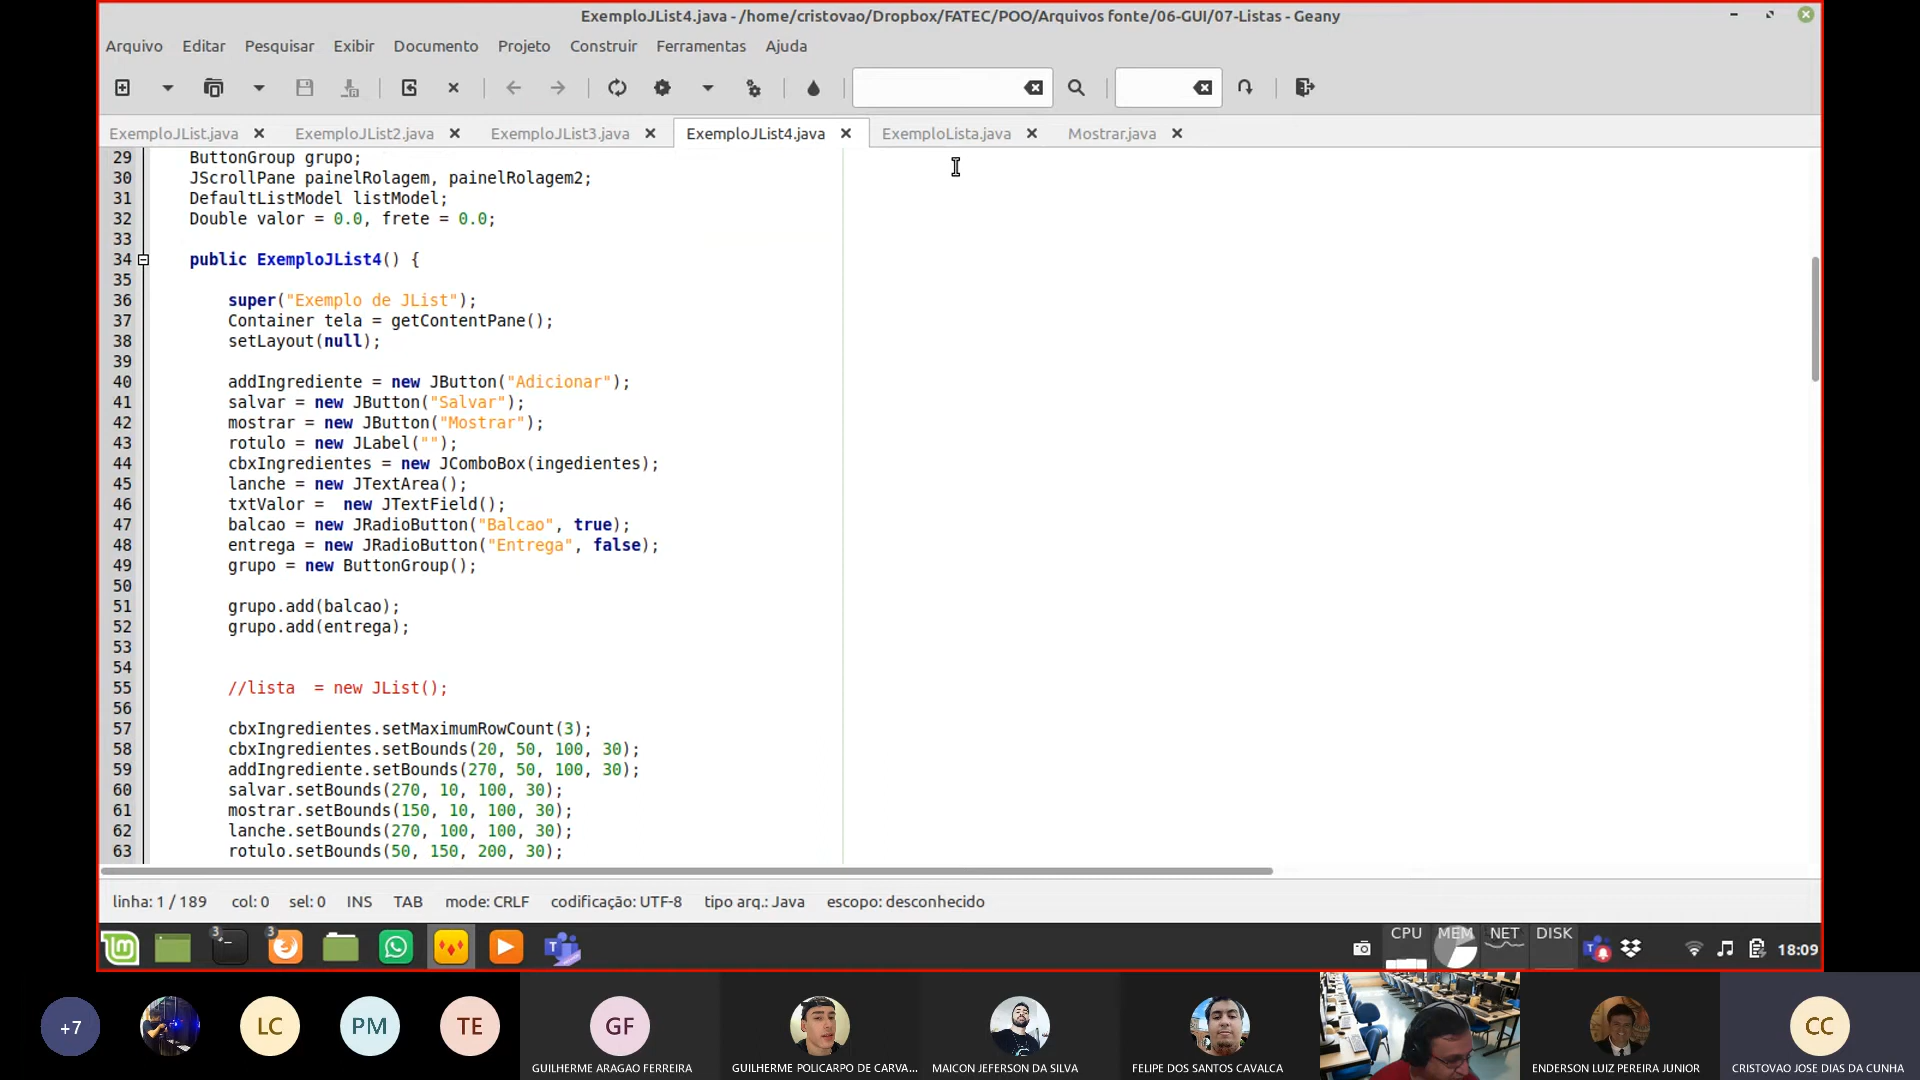 ExemploJList4.java - /home/cristovao/Dropbox/FATEC/POO/Arquivos fonte/06-GUI/07-Listas - Geany
Arquivo Editar Pesquisar Exibir Documento Projeto Construir Ferramentas Ajuda
ExemploJList.java ExemploJList2.java ExemploJList3.java ExemploJList4.java ExemploLista.java Mostrar.java
29 ButtonGroup grupo;
30 JScrollPane painelRolagem, painelRolagem2;
31 DefaultListModel listModel;
32 Double valor = 0.0, frete = 0.0;
33
34 public ExemploJList4() {
35
36 super("Exemplo de JList");
37 Container tela = getContentPane();
38 setLayout(null);
39
40 addIngrediente = new JButton("Adicionar");
41 salvar = new JButton("Salvar");
42 mostrar = new JButton("Mostrar");
43 rotulo = new JLabel("");
44 cbxIngredientes = new JComboBox(ingedientes);
45 lanche = new JTextArea();
46 txtValor =  new JTextField();
47 balcao = new JRadioButton("Balcao", true);
48 entrega = new JRadioButton("Entrega", false);
49 grupo = new ButtonGroup();
50
51 grupo.add(balcao);
52 grupo.add(entrega);
53
54
55 //lista  = new JList();
56
57 cbxIngredientes.setMaximumRowCount(3);
58 cbxIngredientes.setBounds(20, 50, 100, 30);
59 addIngrediente.setBounds(270, 50, 100, 30);
60 salvar.setBounds(270, 10, 100, 30);
61 mostrar.setBounds(150, 10, 100, 30);
62 lanche.setBounds(270, 100, 100, 30);
63 rotulo.setBounds(50, 150, 200, 30);
linha: 1 / 189 col: 0 sel: 0 INS TAB mode: CRLF codificação: UTF-8 tipo arq.: Java escopo: desconhecido
3 3 CPU MEM NET DISK 18:09
+7 LC PM TE GF CC
GUILHERME ARAGAO FERREIRA GUILHERME POLICARPO DE CARVA... MAICON JEFERSON DA SILVA FELIPE DOS SANTOS CAVALCA ENDERSON LUIZ PEREIRA JUNIOR CRISTOVAO JOSE DIAS DA CUNHA